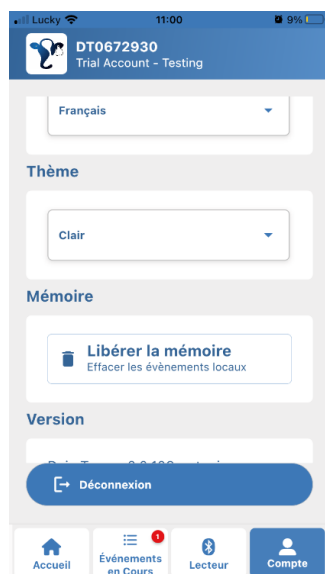 Lucky 11:00 9%
DT0672930
Trial Account - Testing
Français
Thème
Clair
Mémoire
Libérer la mémoire
Effacer les évènements locaux
Version
Déconnexion
1
Accueil
Événements
en Cours
Lecteur
Compte